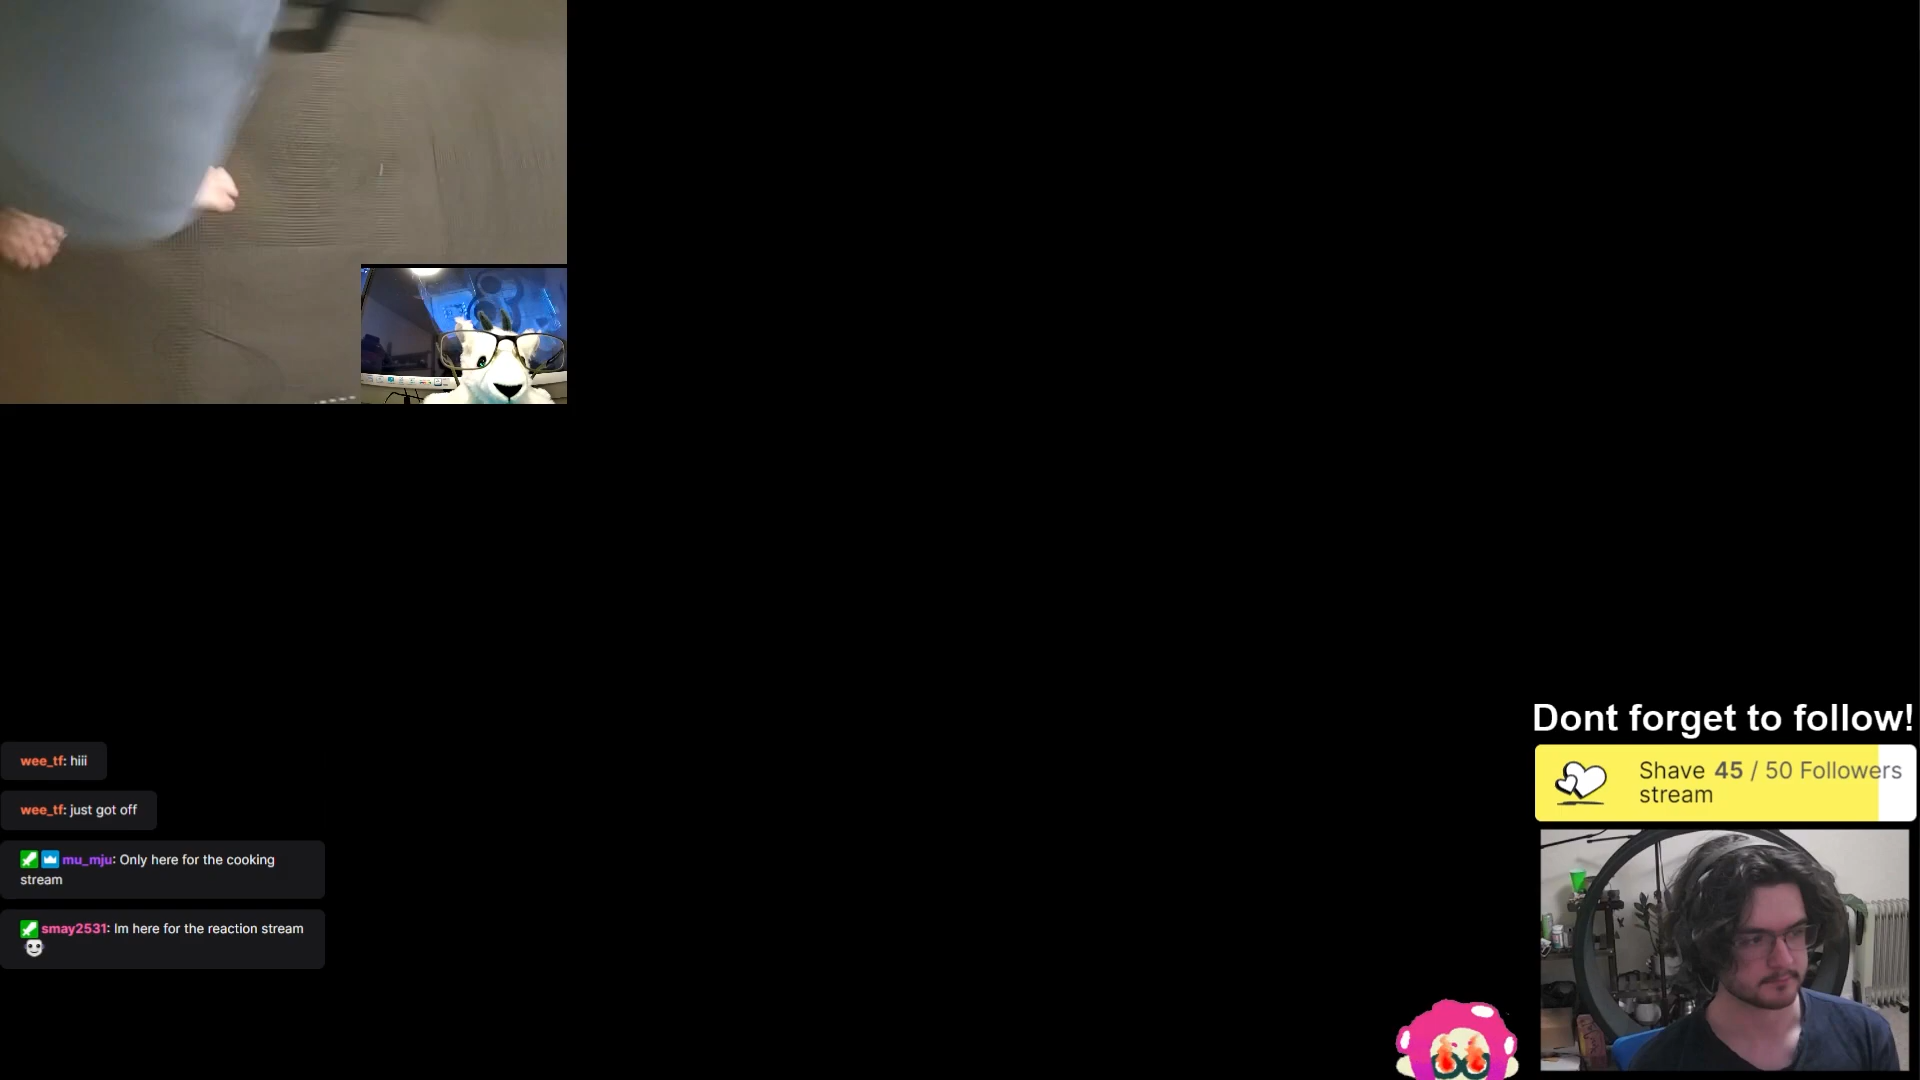 wee_tf: hiii
wee_tf: just got off
mu_mju: Only here for the cooking
stream
smay2531: Im here for the reaction stream
Dont forget to follow!
Shave 45 / 50 Followers
stream